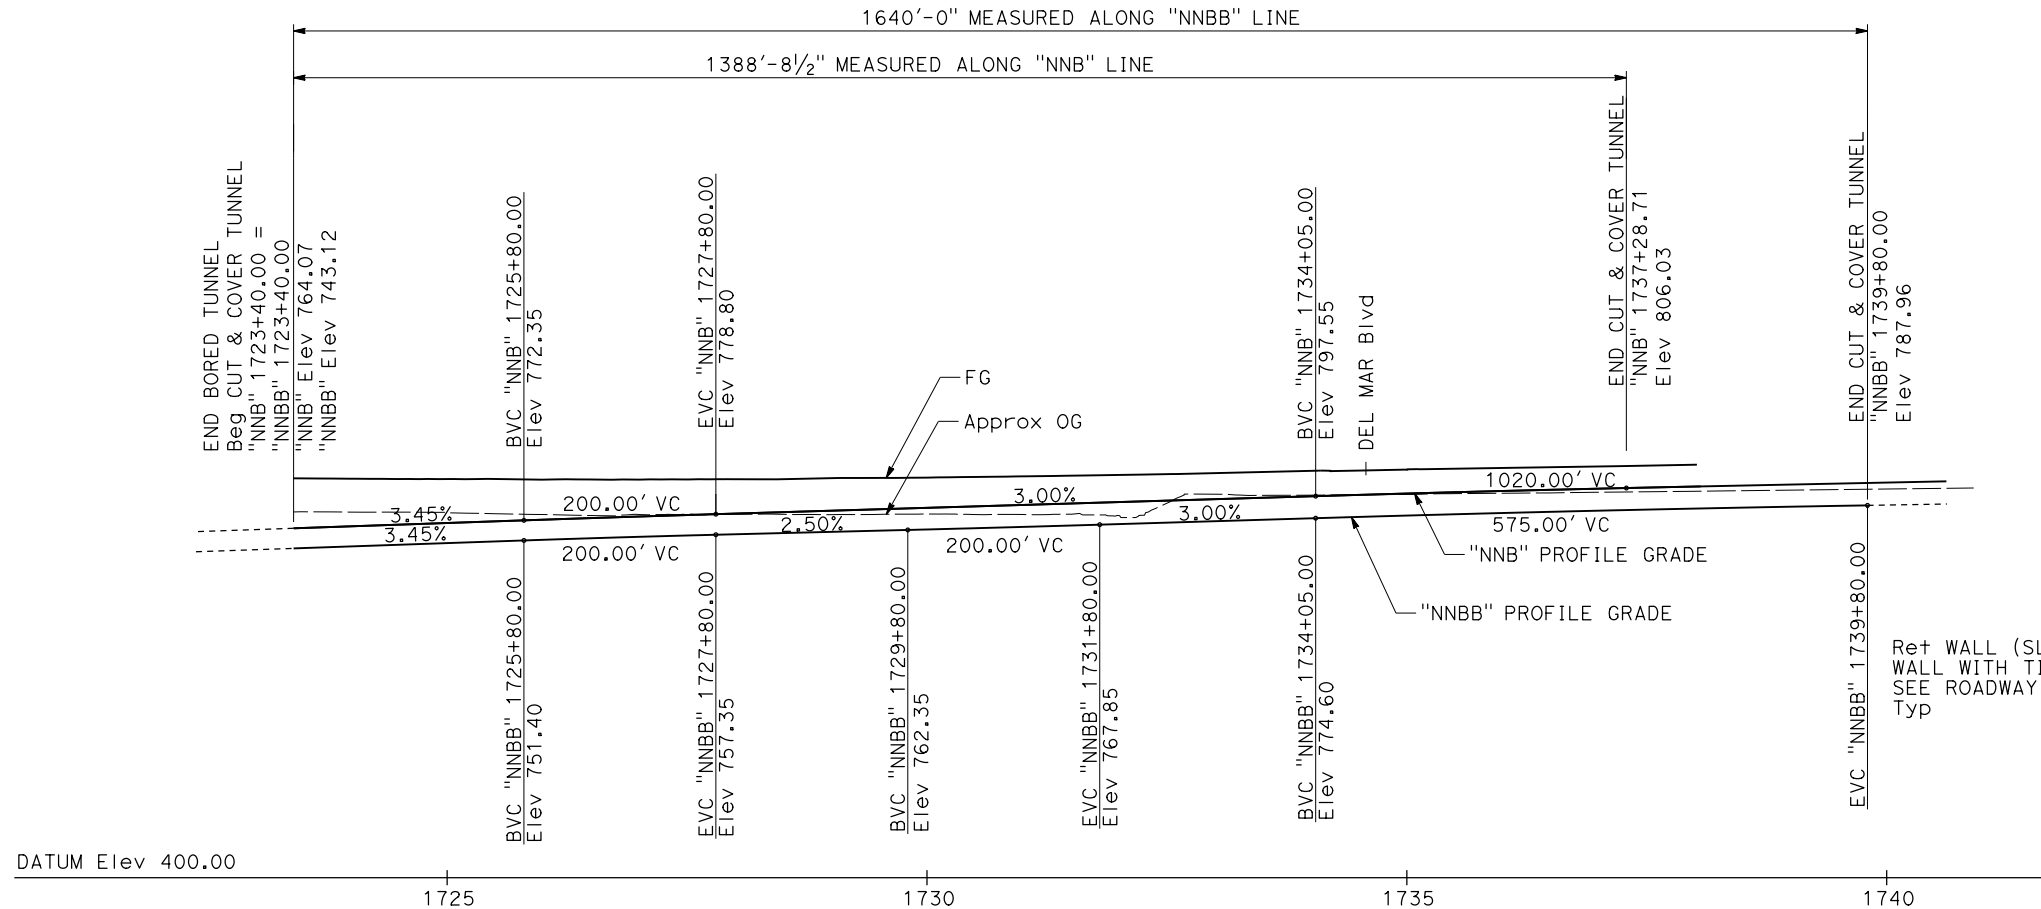 1640'-0" MEASURED ALONG "NNBB" LINE
1388'-8½" MEASURED ALONG "NNB" LINE
END BORED TUNNEL
Beg CUT & COVER TUNNEL
"NNB" 1723+40.00 =
"NNBB" 1723+40.00
"NNB" Elev 764.07
"NNBB" Elev 743.12
BVC "NNB" 1725+80.00
Elev 772.35
EVC "NNB" 1727+80.00
Elev 778.80
BVC "NNB" 1734+05.00
Elev 797.55
DEL MAR Blvd
END CUT & COVER TUNNEL
"NNB" 1737+28.71
Elev 806.03
END CUT & COVER TUNNEL
"NNBB" 1739+80.00
Elev 787.96
FG
Approx OG
3.45%
200.00' VC
3.00%
1020.00' VC
3.45%
200.00' VC
2.50%
200.00' VC
3.00%
575.00' VC
"NNB" PROFILE GRADE
"NNBB" PROFILE GRADE
BVC "NNBB" 1725+80.00
Elev 751.40
EVC "NNBB" 1727+80.00
Elev 757.35
BVC "NNBB" 1729+80.00
Elev 762.35
EVC "NNBB" 1731+80.00
Elev 767.85
BVC "NNBB" 1734+05.00
Elev 774.60
EVC "NNBB" 1739+80.00
Ret WALL (SL
WALL WITH TI
SEE ROADWAY
Typ
DATUM Elev 400.00
1725
1730
1735
1740